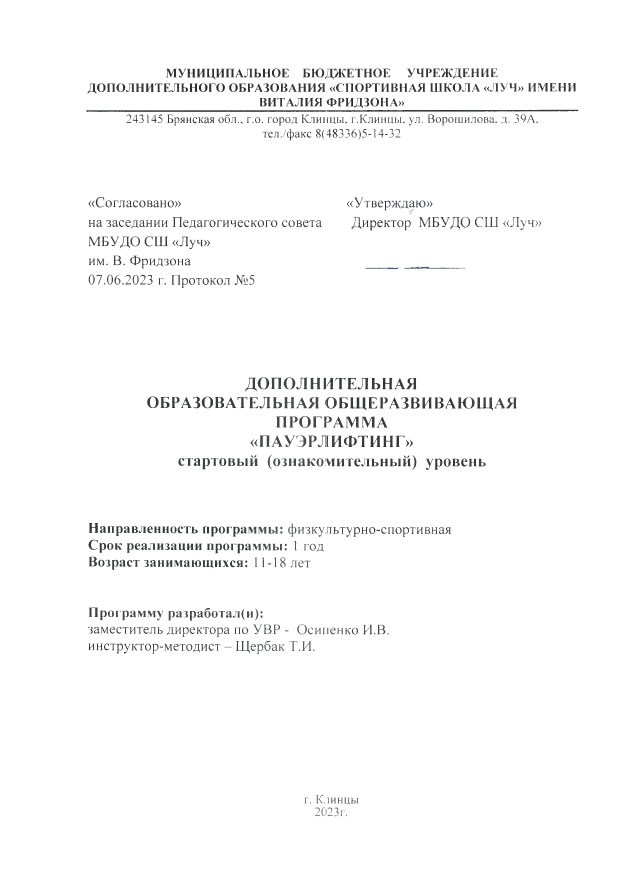 МУНИЦИПАЛЬНОЕ БЮДЖЕТНОЕ УЧРЕЖДЕНИЕ
ДОПОЛНИТЕЛЬНОГО ОБРАЗОВАНИЯ «СПОРТИВНАЯ ШКОЛА «ЛУЧ» ИМЕНИ
ВИТАЛИЯ ФРИДЗОНА»
243145 Брянская обл., г.о. город Клинцы, г.Клинцы, ул. Ворошилова, д. 39А,
тел./факс 8(48336)5-14-32
«Согласовано» «Утверждаю»
на заседании Педагогического совета Директор МБУДО СШ «Луч»
МБУДО СШ «Луч»
им. В. Фридзона
07.06.2023 г. Протокол №5
ДОПОЛНИТЕЛЬНАЯ
ОБРАЗОВАТЕЛЬНАЯ ОБЩЕРАЗВИВАЮЩАЯ
ПРОГРАММА
«ПАУЭРЛИФТИНГ»
стартовый (ознакомительный) уровень
Направленность программы: физкультурно-спортивная
Срок реализации программы: 1 год
Возраст занимающихся: 11-18 лет
Программу разработал(и):
заместитель директора по УВР - Осипенко И.В.
инструктор-методист – Щербак Т.И.
г. Клинцы
2023г.